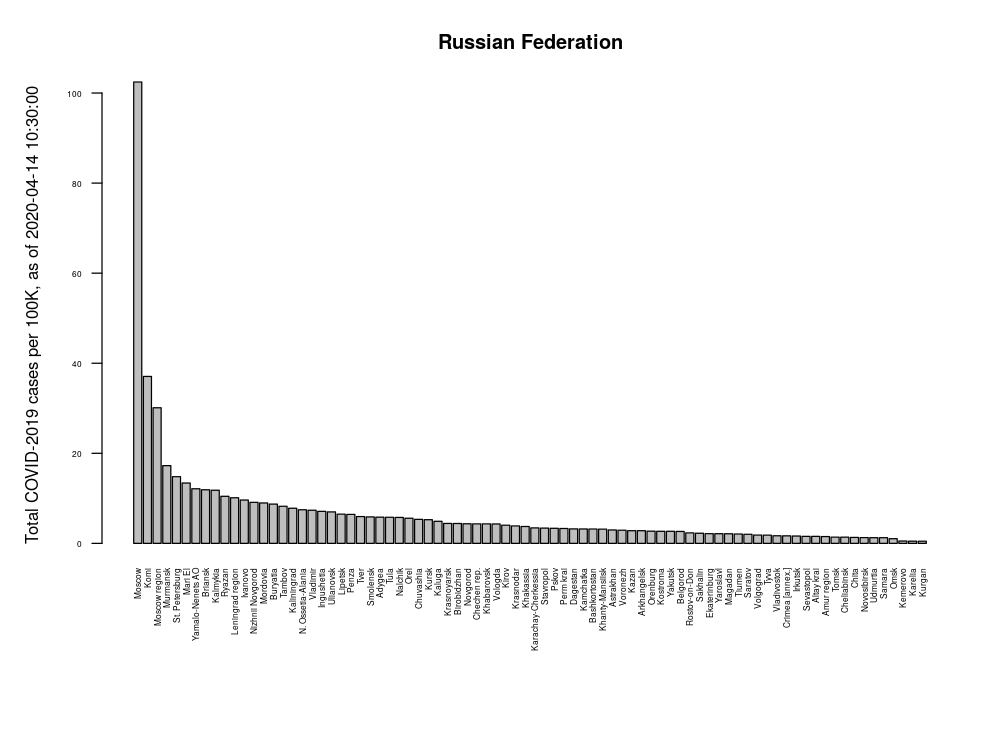 Russian Federation
Total COVID-2019 cases per 100K, as of 2020-04-14 10:30:00
100
80
60
40
20
0
Moscow
Komi
Moscow region
Murmansk
St. Petersburg
Mari El
Yamalo-Nenets AO
Briansk
Kalmykia
Ryazan
Leningrad region
Ivanovo
Nizhnii Novgorod
Mordovia
Buryatia
Tambov
Kaliningrad
N. Ossetia-Alania
Vladimir
Ingushetia
Ulianovsk
Lipetsk
Penza
Tver
Smolensk
Adygea
Tula
Nalchik
Orel
Chuvashia
Kursk
Kaluga
Krasnoyarsk
Birobidzhan
Novgorod
Chechen rep.
Khabarovsk
Vologda
Kirov
Krasnodar
Khakassia
Karachay-Cherkessia
Stavropol
Pskov
Perm krai
Dagestan
Kamchatka
Bashkortostan
Khanty-Mansiisk
Astrakhan
Voronezh
Kazan
Arkhangelsk
Orenburg
Kostroma
Yakutsk
Belgorod
Rostov-on-Don
Sakhalin
Ekaterinburg
Yaroslavl
Magadan
Tiumen
Saratov
Volgograd
Tyva
Vladivostok
Crimea [annex.]
Irkutsk
Sevastopol
Altay krai
Amur region
Tomsk
Cheliabinsk
Chita
Novosibirsk
Udmurtia
Samara
Omsk
Kemerovo
Karelia
Kurgan